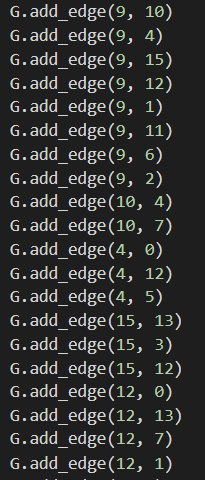 G.add_edge(9, 10)
G.add_edge(9, 4)
G.add_edge(9, 15)
G.add_edge(9, 12)
G.add_edge(9, 1)
G.add_edge(9, 11)
G.add_edge(9, 6)
G.add_edge(9, 2)
G.add_edge(10, 4)
G.add_edge(10, 7)
G.add_edge(4, 0)
G.add_edge(4, 12)
G.add_edge(4, 5)
G.add_edge(15, 13)
G.add_edge(15, 3)
G.add_edge(15, 12)
G.add_edge(12, 0)
G.add_edge(12, 13)
G.add_edge(12, 7)
G.add_edge(12, 1)